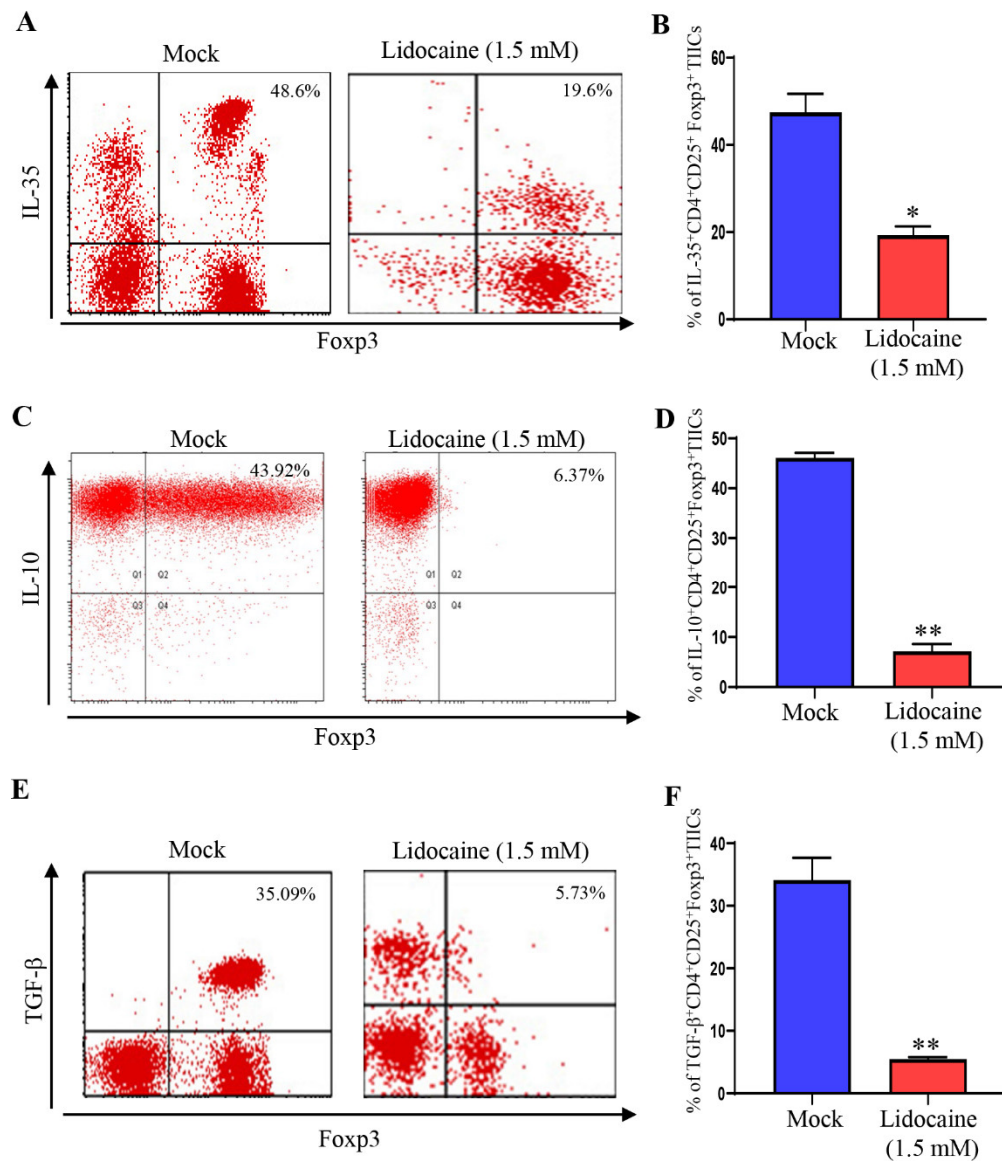 A
Mock
Lidocaine (1.5 mM)
48.6%
19.6%
IL-35
Foxp3
B
% of IL-35⁺CD4⁺CD25⁺ Foxp3⁺ TIICs
60
40
20
0
*
Mock
Lidocaine
(1.5 mM)
C
Mock
Lidocaine (1.5 mM)
43.92%
6.37%
Q1
Q2
Q3
Q4
Q1
Q2
Q3
Q4
IL-10
Foxp3
D
% of IL-10⁺CD4⁺CD25⁺Foxp3⁺TIICs
50
40
30
20
10
0
**
Mock
Lidocaine
(1.5 mM)
E
Mock
Lidocaine (1.5 mM)
35.09%
5.73%
TGF-β
Foxp3
F
% of TGF-β⁺CD4⁺CD25⁺Foxp3⁺TIICs
40
30
20
10
0
**
Mock
Lidocaine
(1.5 mM)